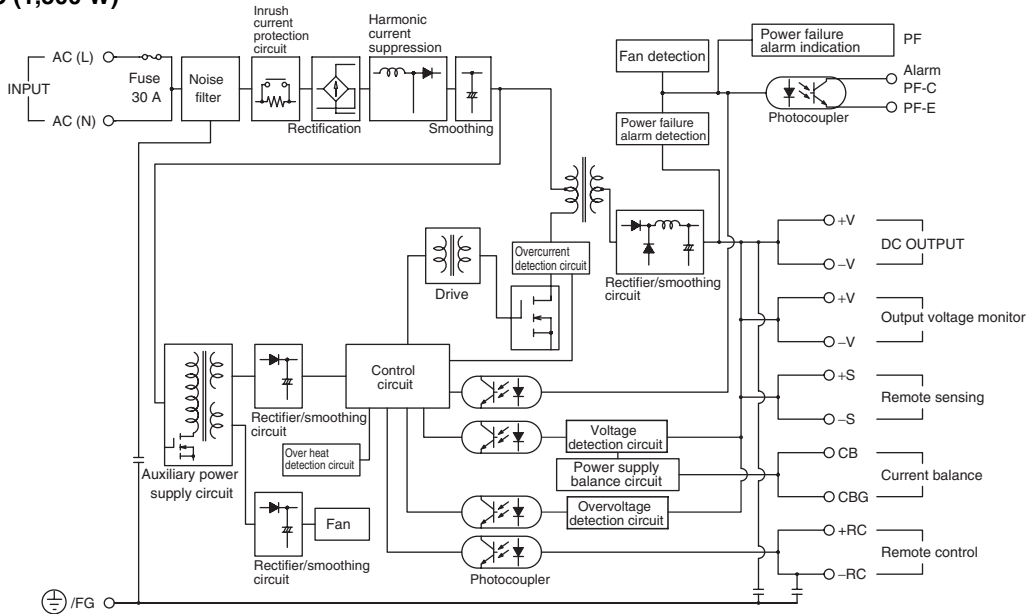 Inrush
current
protection
circuit
Harmonic
current
suppression
AC (L)
Fuse
30 A
INPUT
AC (N)
Noise
filter
Rectification
Smoothing
Fan detection
Power failure
alarm indication
PF
Alarm
PF-C
PF-E
Photocoupler
Power failure
alarm detection
Overcurrent
detection circuit
Drive
Rectifier/smoothing
circuit
+V
DC OUTPUT
–V
+V
Output voltage monitor
–V
+S
Remote sensing
–S
CB
Current balance
CBG
+RC
Remote control
–RC
Control
circuit
Rectifier/smoothing
circuit
Over heat
detection circuit
Auxiliary power
supply circuit
Voltage
detection circuit
Power supply
balance circuit
Overvoltage
detection circuit
Fan
Rectifier/smoothing
circuit
Photocoupler
/FG